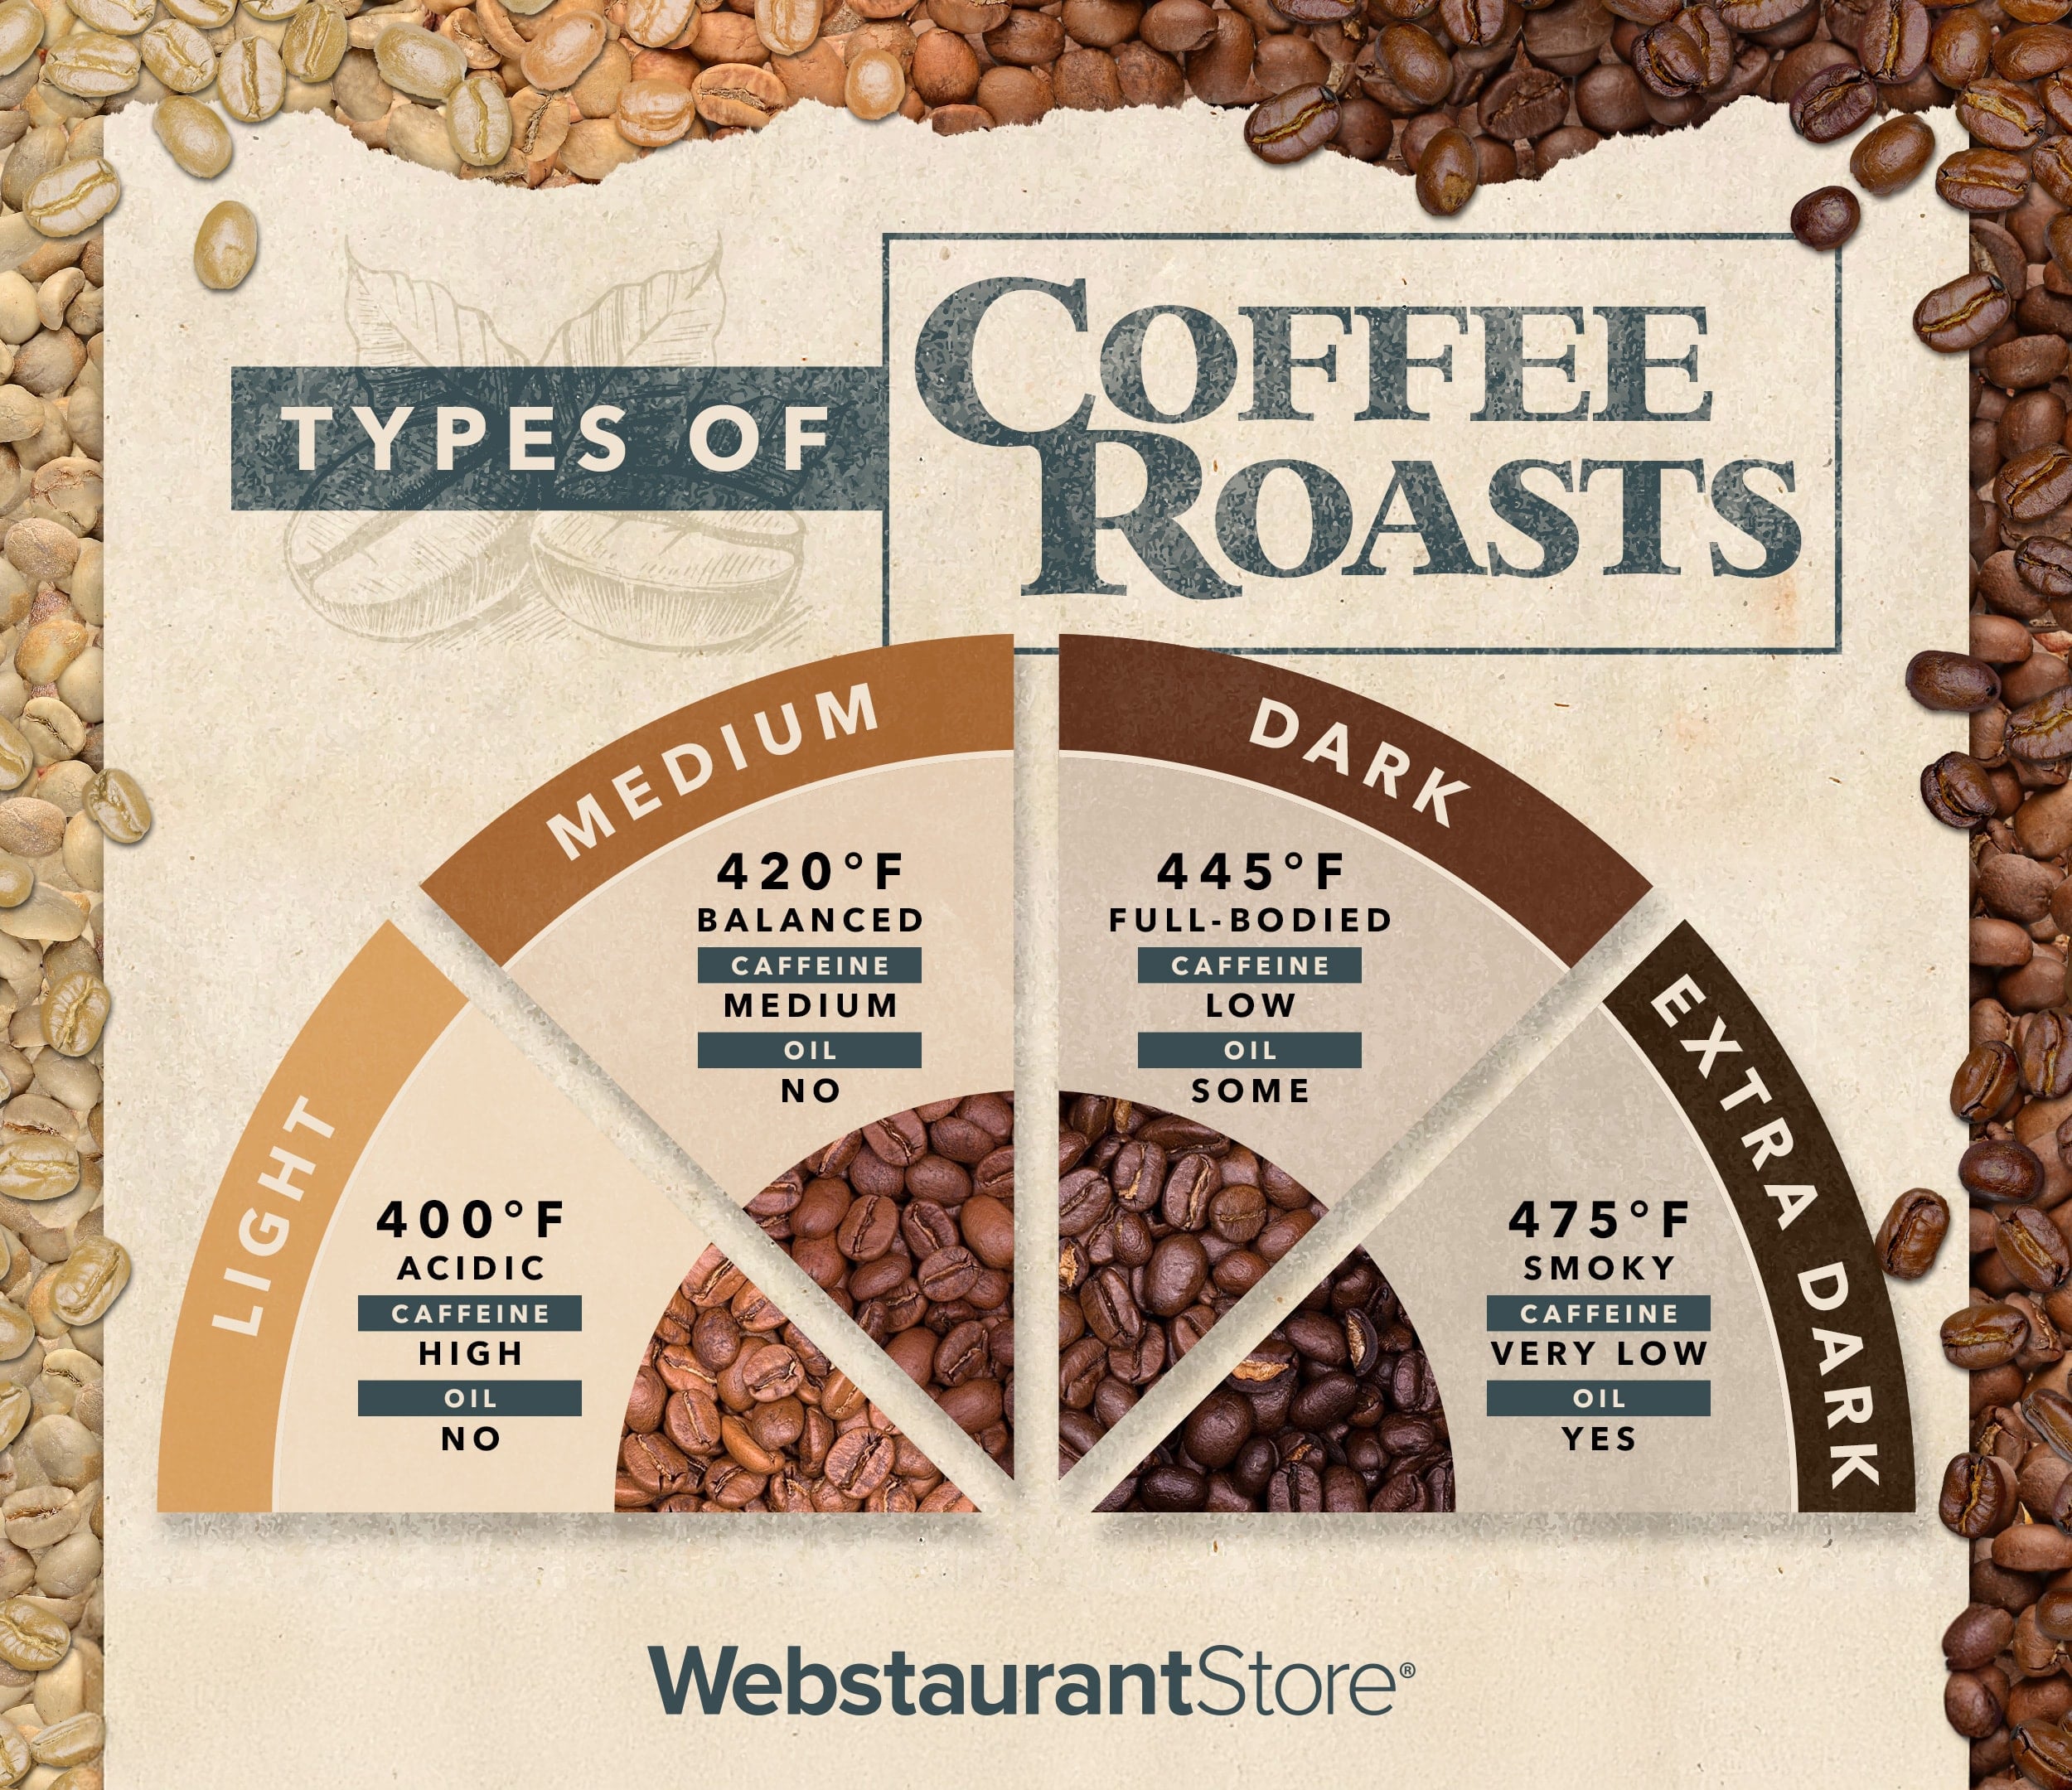 TYPES OF
COFFEE
ROASTS
LIGHT
400°F
ACIDIC
CAFFEINE
HIGH
OIL
NO
MEDIUM
420°F
BALANCED
CAFFEINE
MEDIUM
OIL
NO
DARK
445°F
FULL-BODIED
CAFFEINE
LOW
OIL
SOME
EXTRA DARK
475°F
SMOKY
CAFFEINE
VERY LOW
OIL
YES
WebstaurantStore®